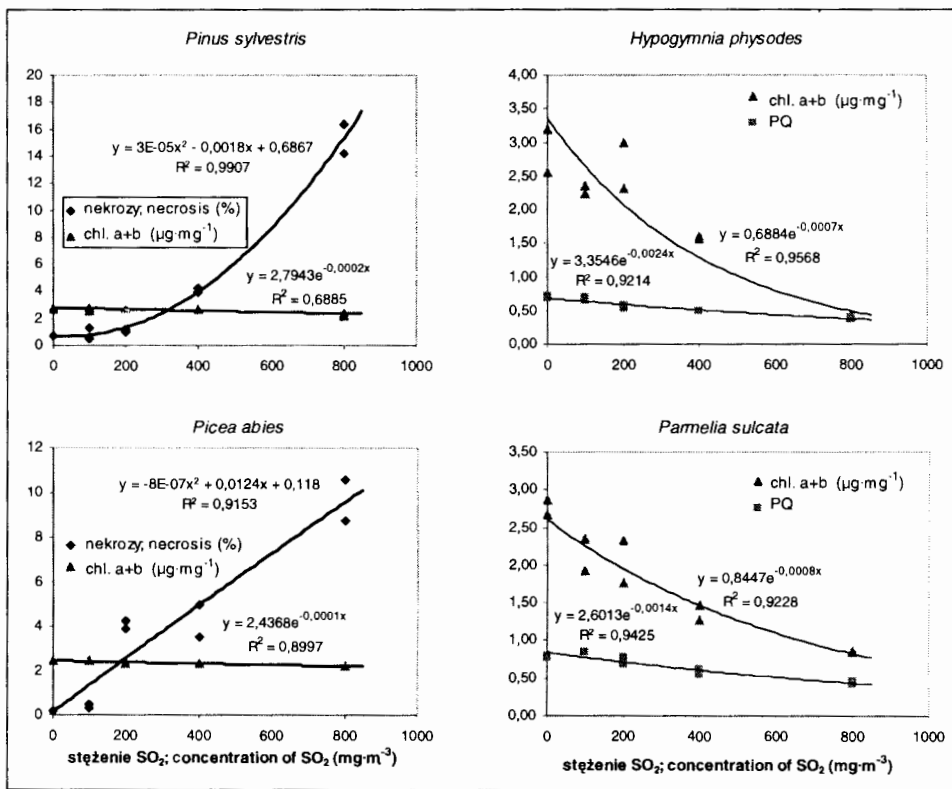 Pinus sylvestris
20
18
16
14
12
10
8
6
4
2
0
y = 3E-05x² - 0,0018x + 0,6867
R² = 0,9907
nekrozy; necrosis (%)
chl. a+b (µg·mg⁻¹)
y = 2,7943e^-0,0002x
R² = 0,6885
0 200 400 600 800 1000
Hypogymnia physodes
4,00
3,50
3,00
2,50
2,00
1,50
1,00
0,50
0,00
chl. a+b (µg·mg⁻¹)
PQ
y = 0,6884e^-0,0007x
R² = 0,9568
y = 3,3546e^-0,0024x
R² = 0,9214
0 200 400 600 800 1000
Picea abies
12
10
8
6
4
2
0
y = -8E-07x² + 0,0124x + 0,118
R² = 0,9153
nekrozy; necrosis (%)
chl. a+b (µg·mg⁻¹)
y = 2,4368e^-0,0001x
R² = 0,8997
0 200 400 600 800 1000
stężenie SO₂; concentration of SO₂ (mg·m⁻³)
Parmelia sulcata
3,50
3,00
2,50
2,00
1,50
1,00
0,50
0,00
chl. a+b (µg·mg⁻¹)
PQ
y = 0,8447e^-0,0008x
R² = 0,9228
y = 2,6013e^-0,0014x
R² = 0,9425
0 200 400 600 800 1000
stężenie SO₂; concentration of SO₂ (mg·m⁻³)